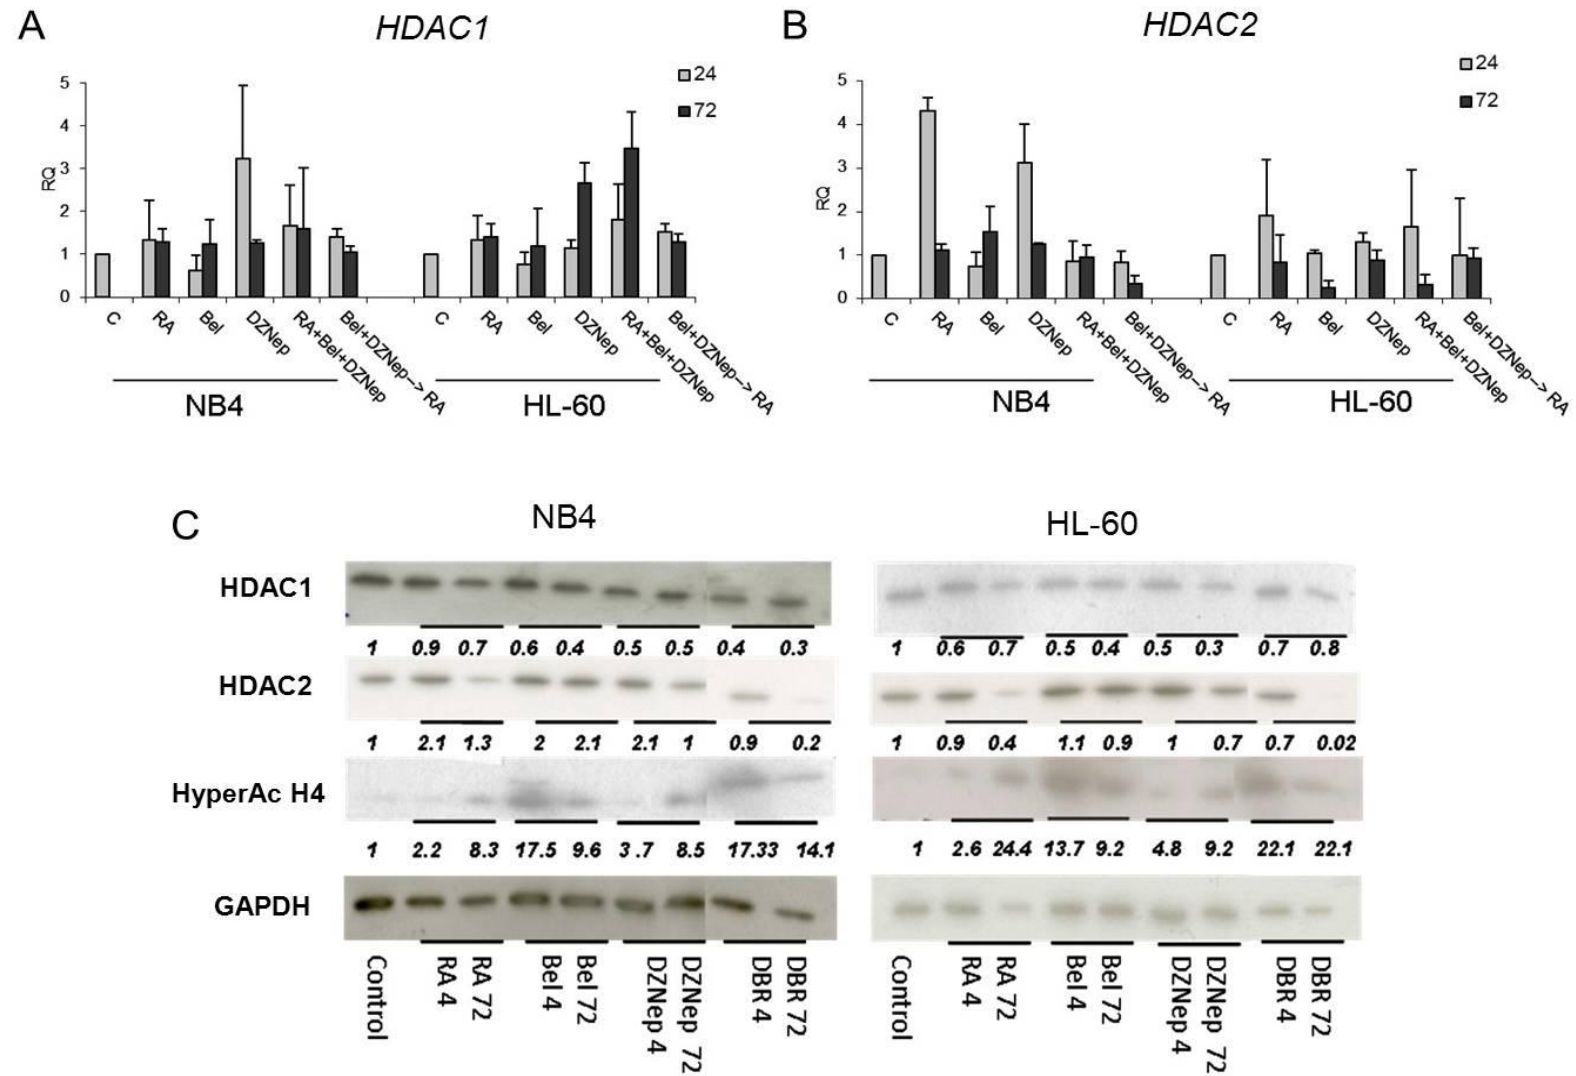 A
HDAC1
24
72
5
4
3
2
1
0
RQ
C
RA
Bel
DZNep
RA+Bel+DZNep
Bel+DZNep--> RA
C
RA
Bel
DZNep
RA+Bel+DZNep
Bel+DZNep--> RA
NB4
HL-60
B
HDAC2
24
72
5
4
3
2
1
0
RQ
C
RA
Bel
DZNep
RA+Bel+DZNep
Bel+DZNep--> RA
C
RA
Bel
DZNep
RA+Bel+DZNep
Bel+DZNep--> RA
NB4
HL-60
C
NB4
HL-60
HDAC1
1 0.9 0.7 0.6 0.4 0.5 0.5 0.4 0.3
1 0.6 0.7 0.5 0.4 0.5 0.3 0.7 0.8
HDAC2
1 2.1 1.3 2 2.1 2.1 1 0.9 0.2
1 0.9 0.4 1.1 0.9 1 0.7 0.7 0.02
HyperAc H4
1 2.2 8.3 17.5 9.6 3 .7 8.5 17.33 14.1
1 2.6 24.4 13.7 9.2 4.8 9.2 22.1 22.1
GAPDH
Control
RA 4
RA 72
Bel 4
Bel 72
DZNep 4
DZNep 72
DBR 4
DBR 72
Control
RA 4
RA 72
Bel 4
Bel 72
DZNep 4
DZNep 72
DBR 4
DBR 72